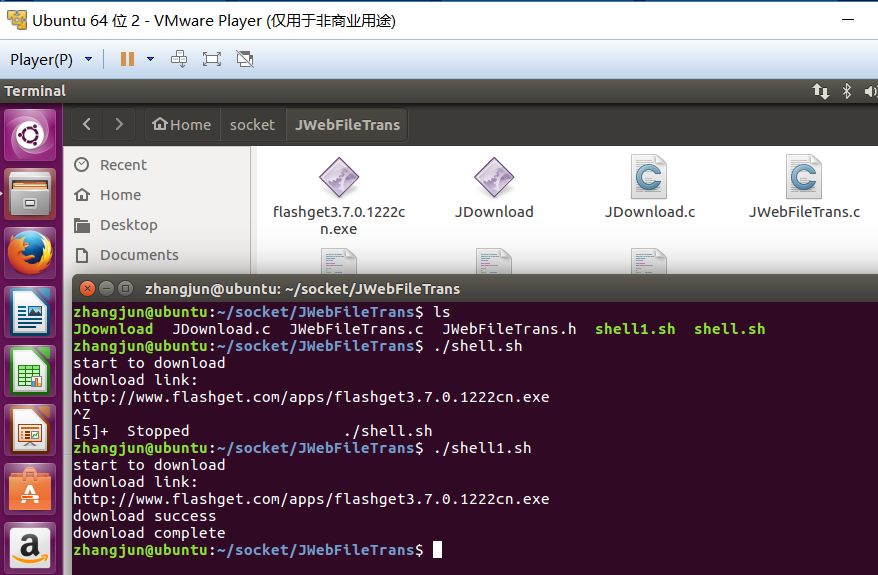 Ubuntu 64 位 2 - VMware Player (仅用于非商业用途)
Player(P)
Terminal
Home
socket
JWebFileTrans
Recent
Home
Desktop
Documents
flashget3.7.0.1222c
n.exe
JDownload
JDownload.c
JWebFileTrans.c
zhangjun@ubuntu: ~/socket/JWebFileTrans
zhangjun@ubuntu:~/socket/JWebFileTrans$ ls
JDownload  JDownload.c  JWebFileTrans.c  JWebFileTrans.h  shell1.sh  shell.sh
zhangjun@ubuntu:~/socket/JWebFileTrans$ ./shell.sh
start to download
download link:
http://www.flashget.com/apps/flashget3.7.0.1222cn.exe
^Z
[5]+  Stopped                 ./shell.sh
zhangjun@ubuntu:~/socket/JWebFileTrans$ ./shell1.sh
start to download
download link:
http://www.flashget.com/apps/flashget3.7.0.1222cn.exe
download success
download complete
zhangjun@ubuntu:~/socket/JWebFileTrans$